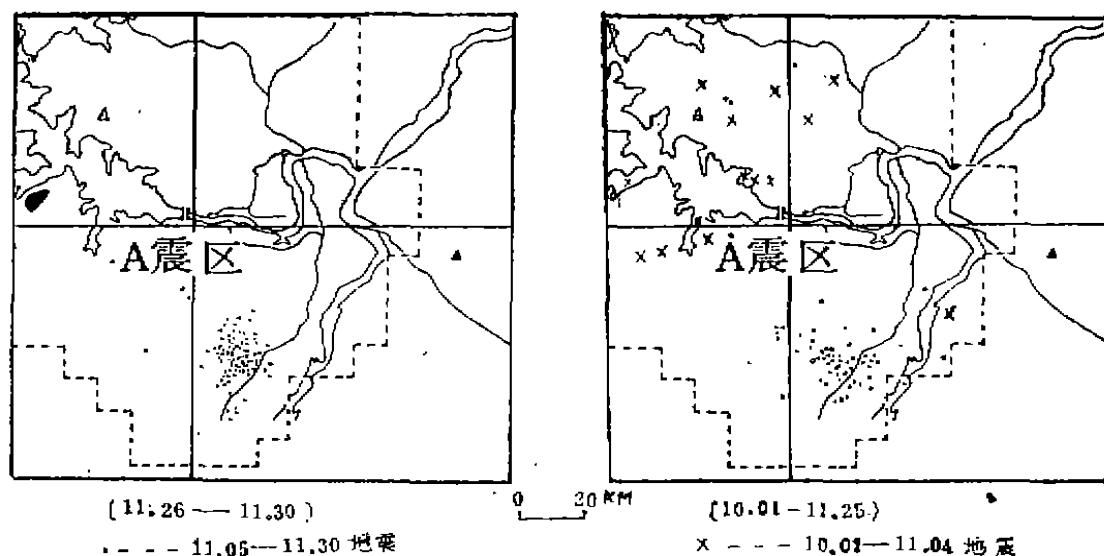 A震区
A震区
0 20 KM
(11.26 — 11.30)
(10.01-11.25)
. - - - 11.05—11.30 地震
X - - - 10.01—11.04 地震